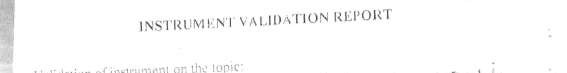 INSTRUMENT VALIDATION REPORT
Validation of instrument on the topic: